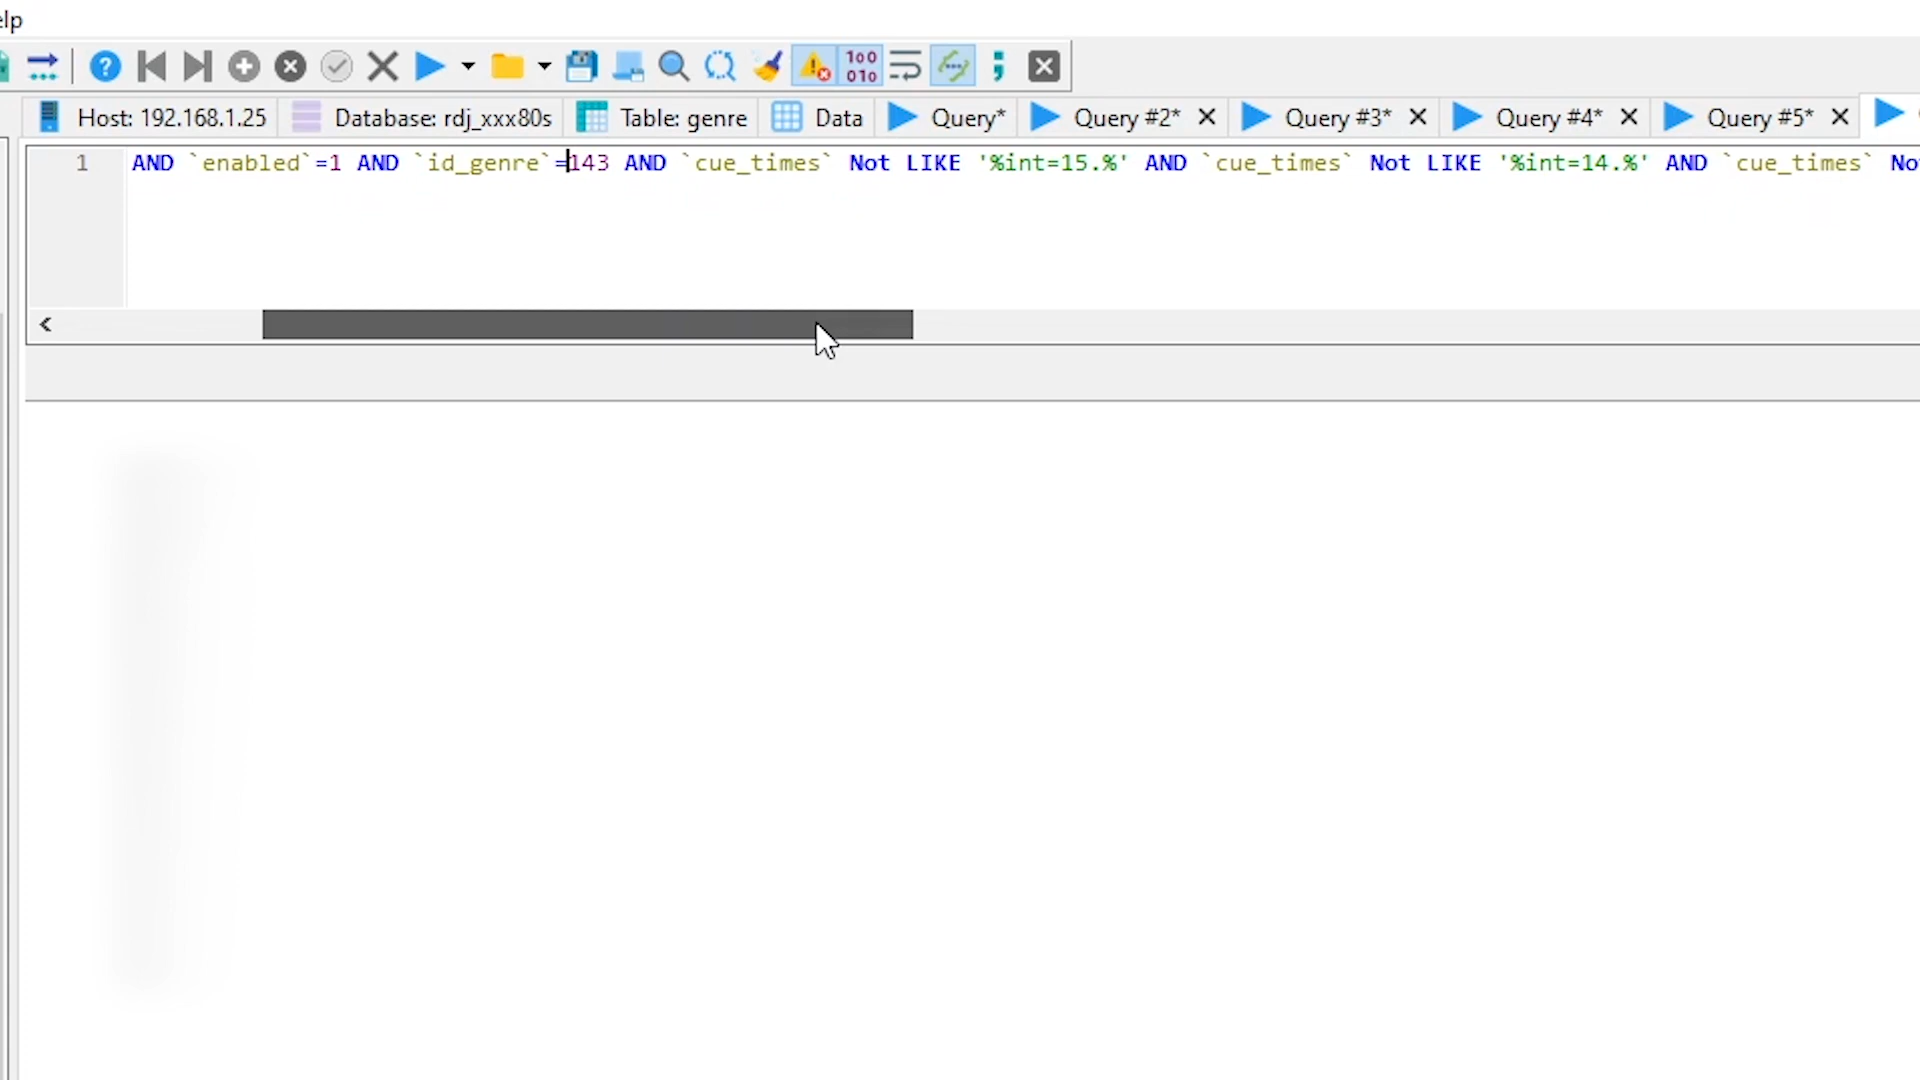 elp
100
010
Host: 192.168.1.25 Database: rdj_xxx80s Table: genre Data Query* Query #2* Query #3* Query #4* Query #5*
1 AND `enabled`=1 AND `id_genre`=143 AND `cue_times` Not LIKE '%int=15.%' AND `cue_times` Not LIKE '%int=14.%' AND `cue_times` No